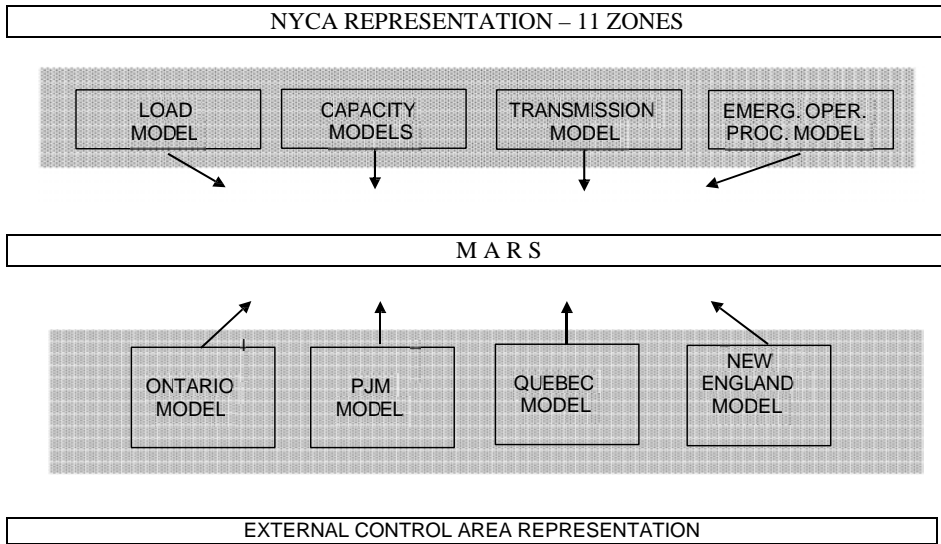 NYCA REPRESENTATION – 11 ZONES
LOAD
MODEL
CAPACITY
MODELS
TRANSMISSION
MODEL
EMERG. OPER.
PROC. MODEL
M A R S
ONTARIO
MODEL
PJM
MODEL
QUEBEC
MODEL
NEW
ENGLAND
MODEL
EXTERNAL CONTROL AREA REPRESENTATION